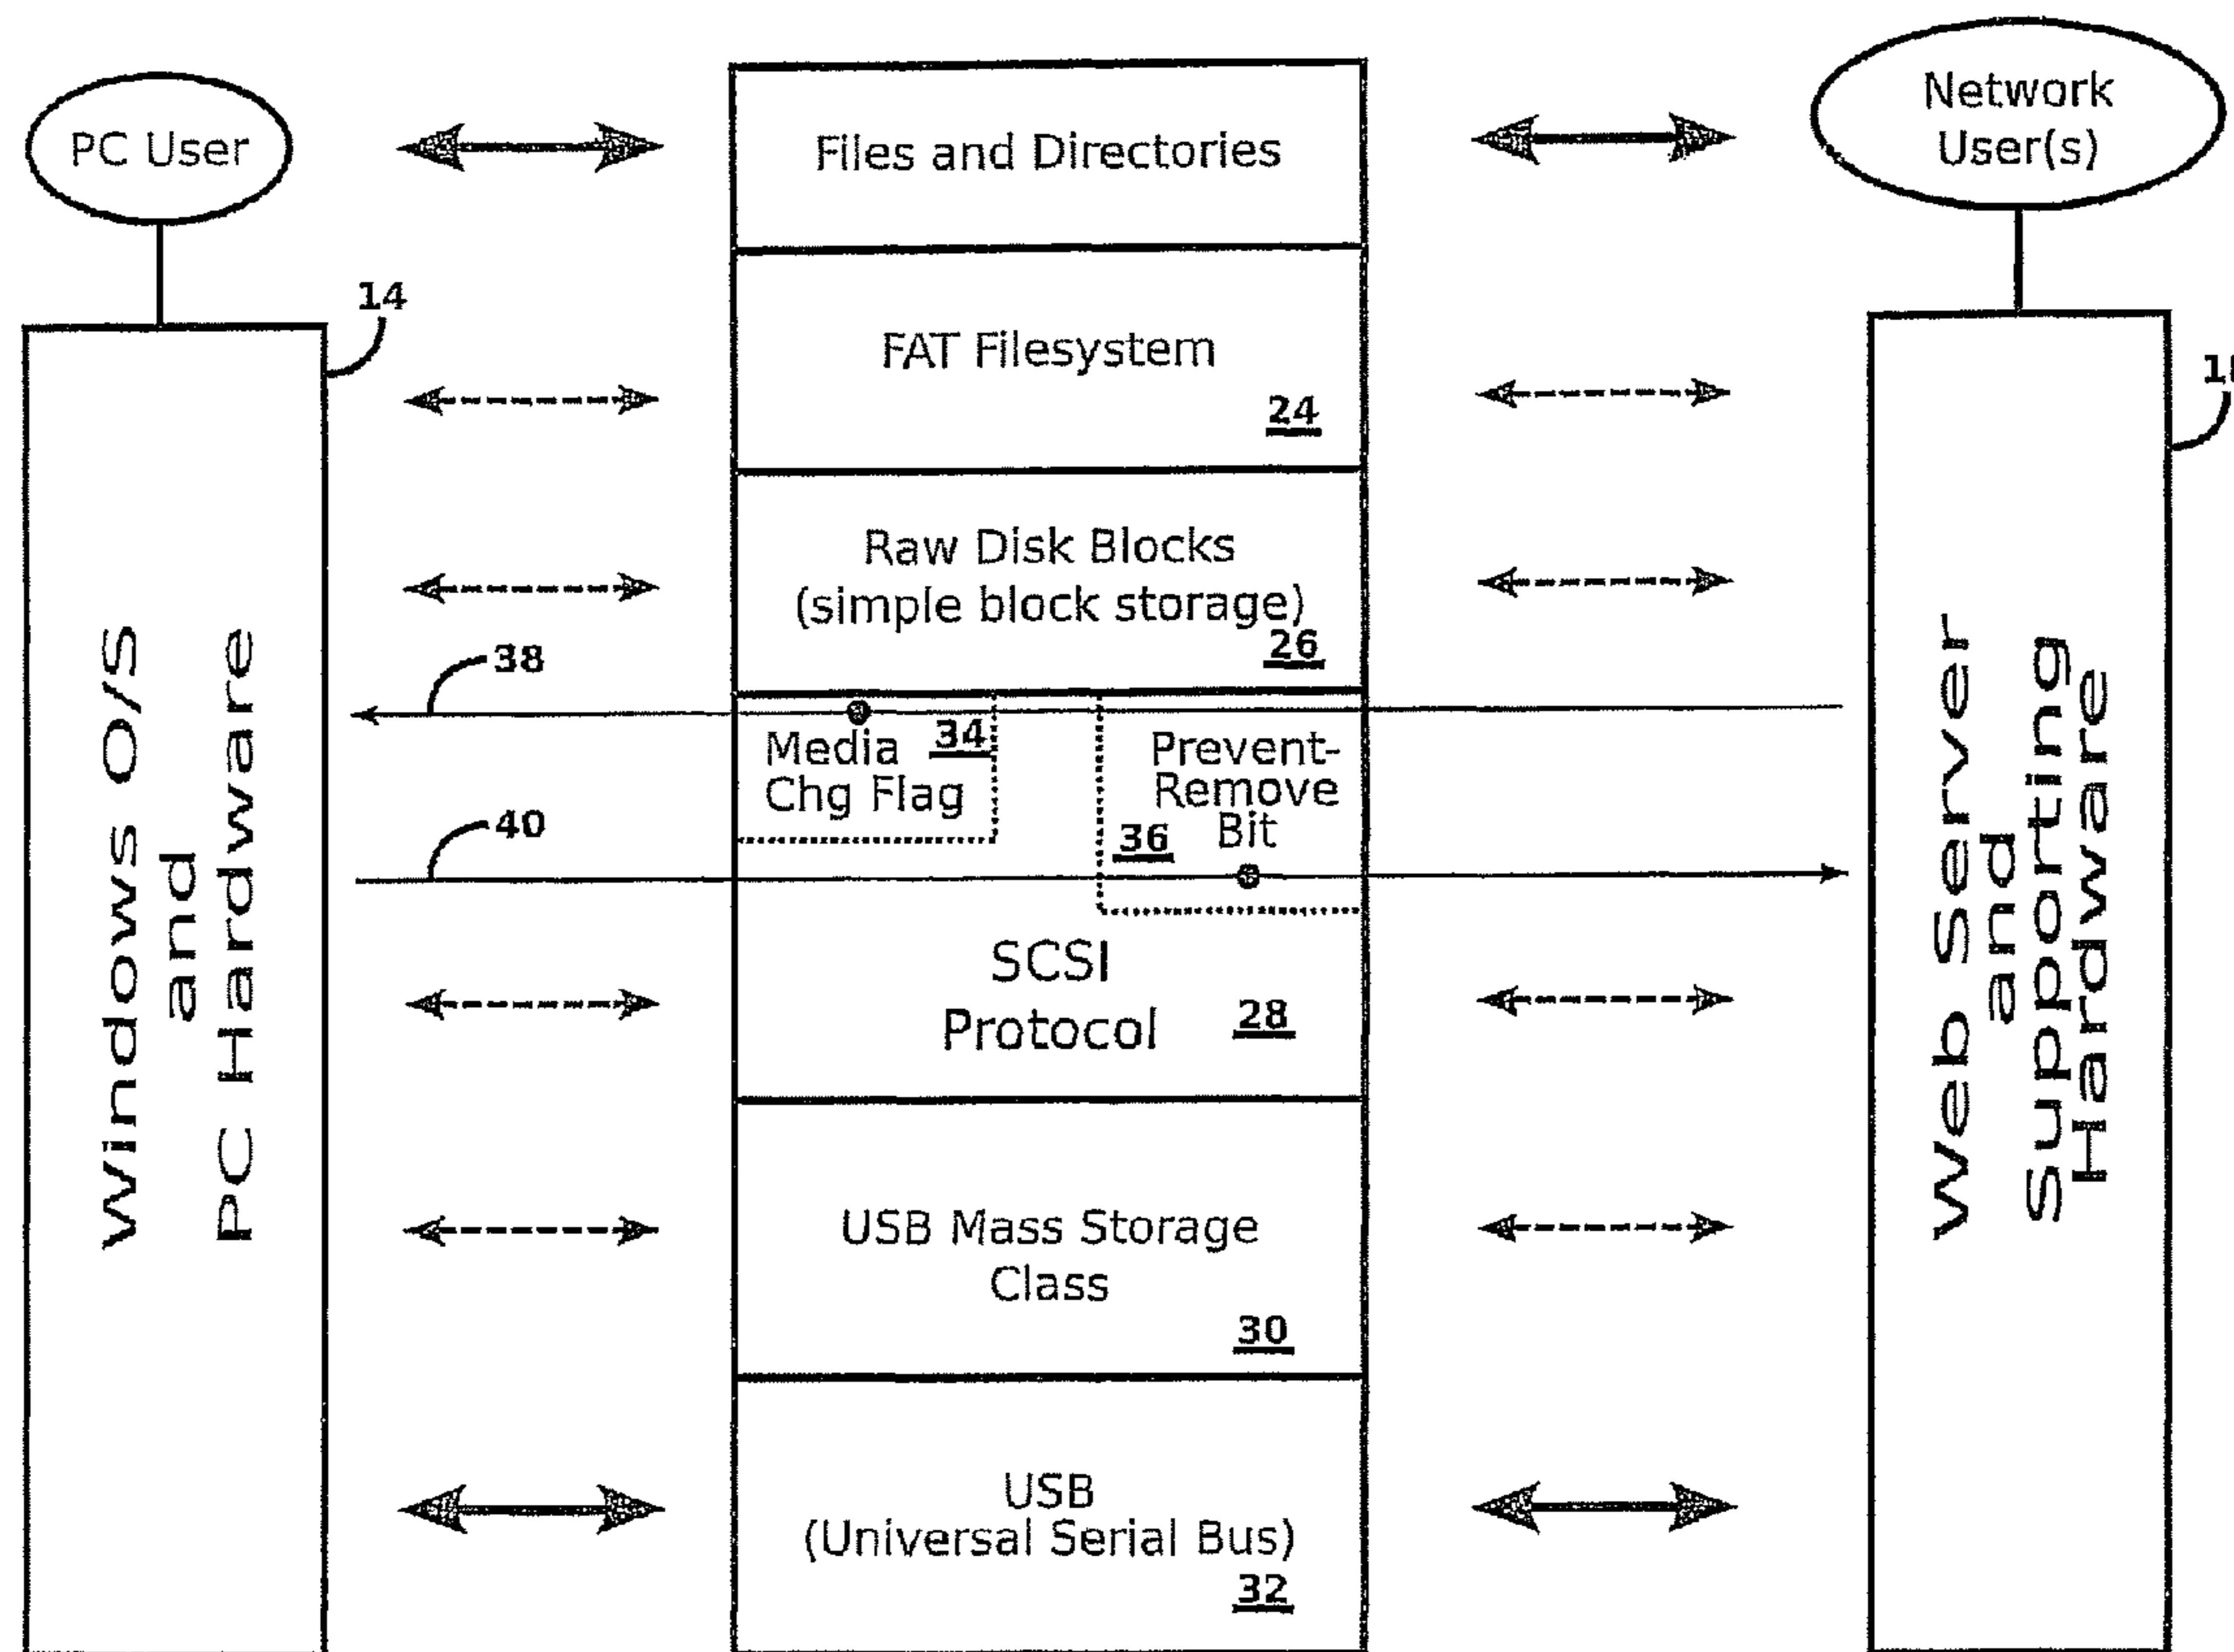 PC User
Network
User(s)
Files and Directories
14
FAT Filesystem
24
Raw Disk Blocks
(simple block storage)
26
38
Media
Chg Flag
34
Prevent-
Remove
Bit
36
40
SCSI
Protocol
28
USB Mass Storage
Class
30
USB
(Universal Serial Bus)
32
Windows O/S
and
PC Hardware
Web Server
and
Supporting
Hardware